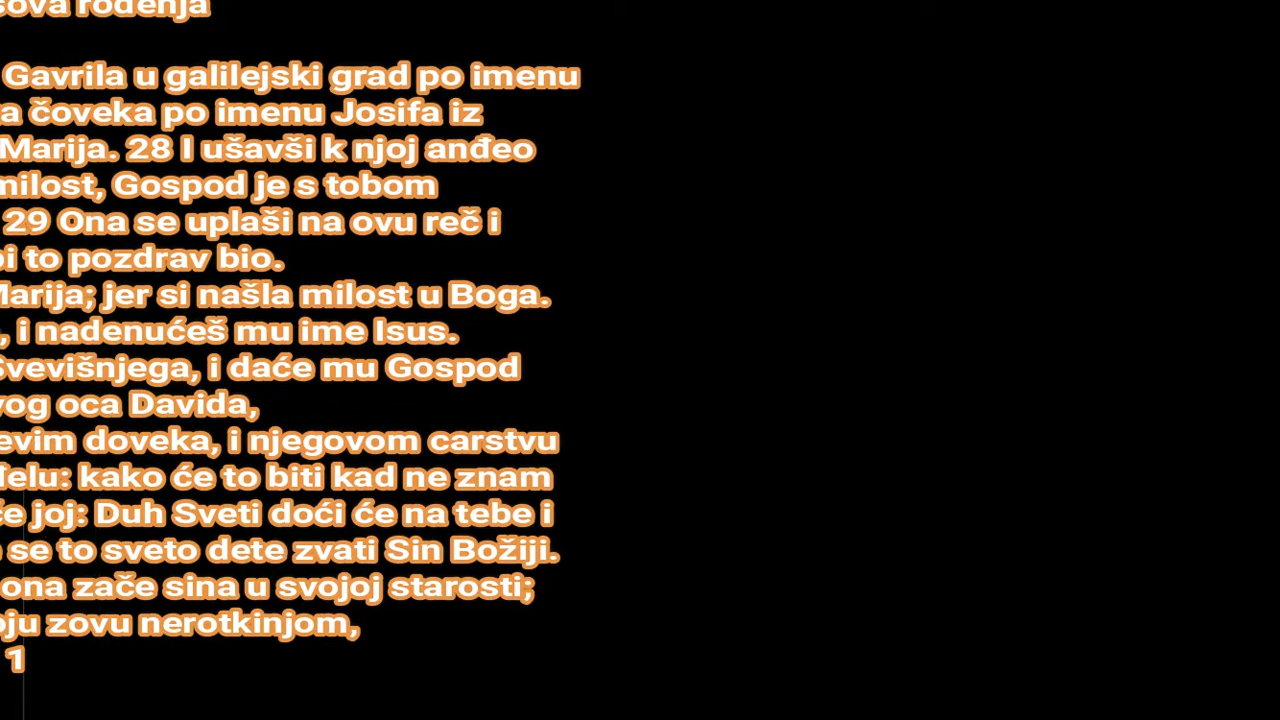 rođenja
Gavrila u galilejski grad po imenu
čoveka po imenu Josifa iz
Marija. 28 I ušavši k njoj anđeo
milost, Gospod je s tobom
29 Ona se uplaši na ovu reč i
to pozdrav bio.
Marija; jer si našla milost u Boga.
, i nadenućeš mu ime Isus.
Svevišnjega, i daće mu Gospod
oca Davida,
doveka, i njegovom carstvu
kako će to biti kad ne znam
joj: Duh Sveti doći će na tebe i
se to sveto dete zvati Sin Božiji.
ona zače sina u svojoj starosti;
zovu nerotkinjom,
1